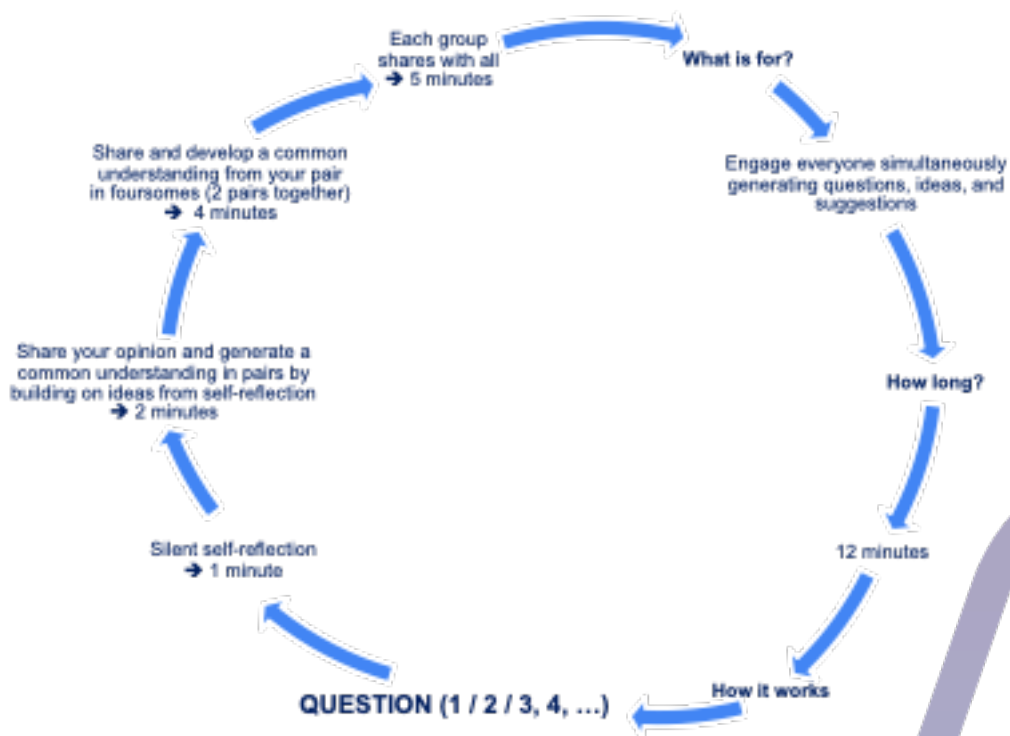 Each group
shares with all
➔ 5 minutes
What is for?
Engage everyone simultaneously
generating questions, ideas, and
suggestions
How long?
12 minutes
How it works
QUESTION (1 / 2 / 3, 4, …)
Silent self-reflection
➔ 1 minute
Share your opinion and generate a
common understanding in pairs by
building on ideas from self-reflection
➔ 2 minutes
Share and develop a common
understanding from your pair
in foursomes (2 pairs together)
➔ 4 minutes